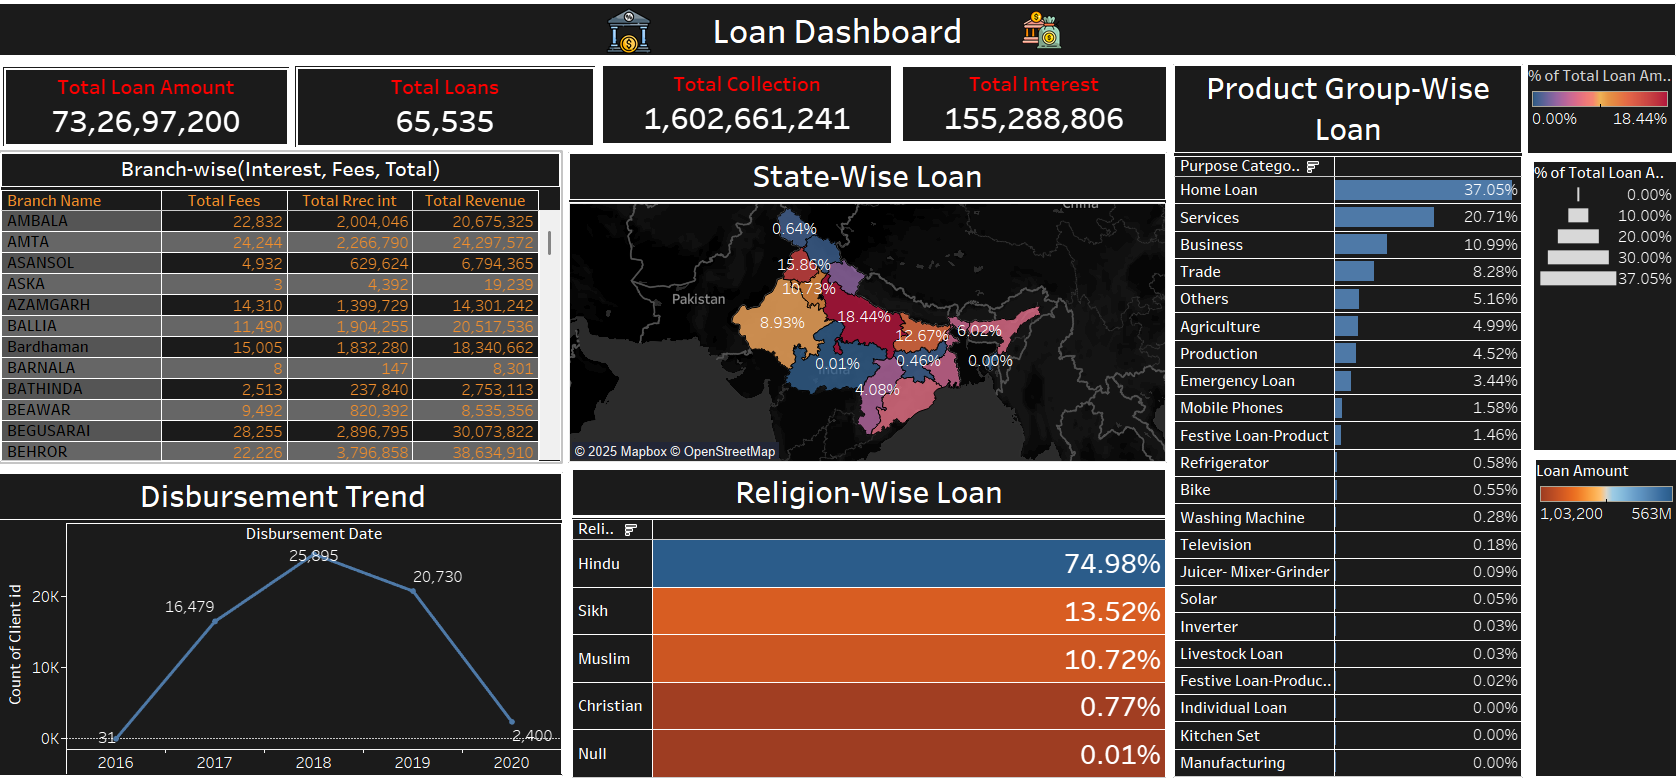 Loan Dashboard
Total Loan Amount
73,26,97,200
Total Loans
65,535
Total Collection
1,602,661,241
Total Interest
155,288,806
Branch-wise(Interest, Fees, Total)
Branch Name Total Fees Total Rrec int Total Revenue
AMBALA 22,832 2,004,046 20,675,325
AMTA 24,244 2,266,790 24,297,572
ASANSOL 4,932 629,624 6,794,365
ASKA 3 4,392 19,239
AZAMGARH 14,310 1,399,729 14,301,242
BALLIA 11,490 1,904,255 20,517,536
Bardhaman 15,005 1,832,280 18,340,662
BARNALA 8 147 8,301
BATHINDA 2,513 237,840 2,753,113
BEAWAR 9,492 820,392 8,535,356
BEGUSARAI 28,255 2,896,795 30,073,822
BEHROR 22,226 3,796,858 38,634,910
State-Wise Loan
China
0.64%
15.86%
10.73%
Pakistan
18.44%
8.93%
12.67%
6.02%
0.01%
0.46%
0.00%
India
4.08%
© 2025 Mapbox © OpenStreetMap
Disbursement Trend
Disbursement Date
Count of Client id
20K
10K
0K
31
16,479
25,895
20,730
2,400
2016 2017 2018 2019 2020
Religion-Wise Loan
Reli..
Hindu 74.98%
Sikh 13.52%
Muslim 10.72%
Christian 0.77%
Null 0.01%
Product Group-Wise
Loan
Purpose Catego..
Home Loan 37.05%
Services 20.71%
Business 10.99%
Trade 8.28%
Others 5.16%
Agriculture 4.99%
Production 4.52%
Emergency Loan 3.44%
Mobile Phones 1.58%
Festive Loan-Product 1.46%
Refrigerator 0.58%
Bike 0.55%
Washing Machine 0.28%
Television 0.18%
Juicer- Mixer-Grinder 0.09%
Solar 0.05%
Inverter 0.03%
Livestock Loan 0.03%
Festive Loan-Produc.. 0.02%
Individual Loan 0.00%
Kitchen Set 0.00%
Manufacturing 0.00%
% of Total Loan Am..
0.00% 18.44%
% of Total Loan A..
0.00%
10.00%
20.00%
30.00%
37.05%
Loan Amount
1,03,200 563M